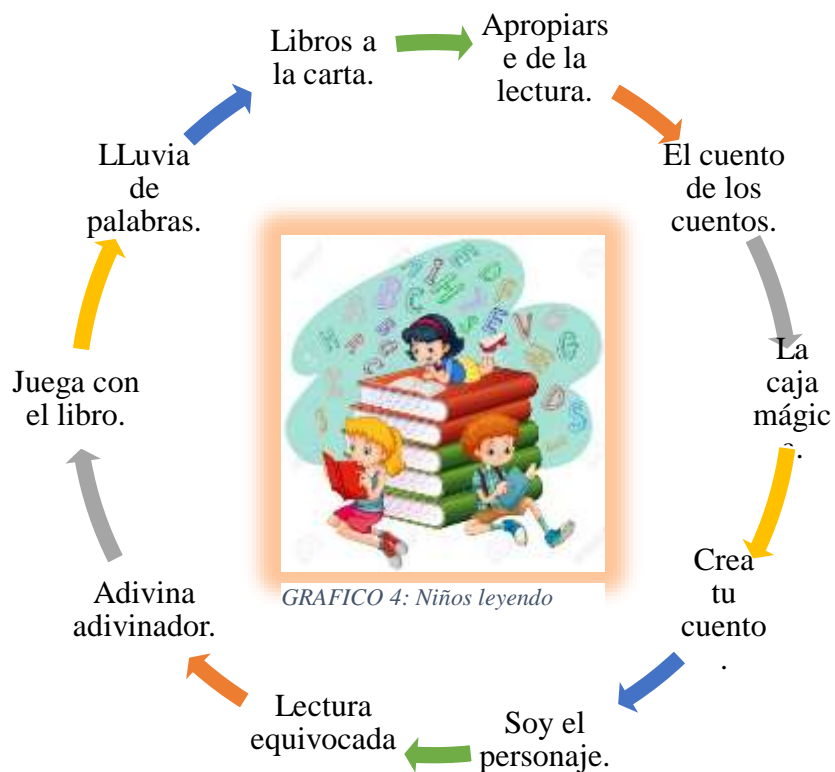 Libros a
la carta.
Apropiars
e de la
lectura.
El cuento
de los
cuentos.
La
caja
mágic
Crea
tu
cuento
.
Soy el
personaje.
Lectura
equivocada
Adivina
adivinador.
Juega con
el libro.
LLuvia
de
palabras.
GRAFICO 4: Niños leyendo